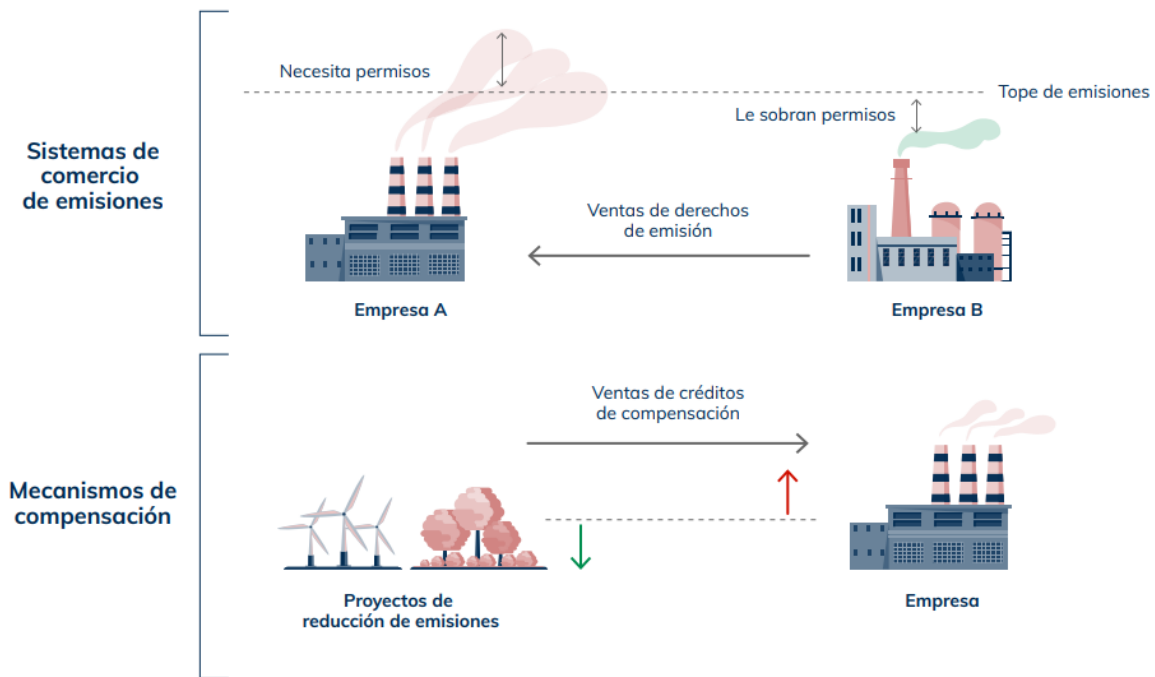 Necesita permisos
Tope de emisiones
Le sobran permisos
Sistemas de
comercio
de emisiones
Ventas de derechos
de emisión
Empresa A
Empresa B
Ventas de créditos
de compensación
Mecanismos de
compensación
Proyectos de
reducción de emisiones
Empresa